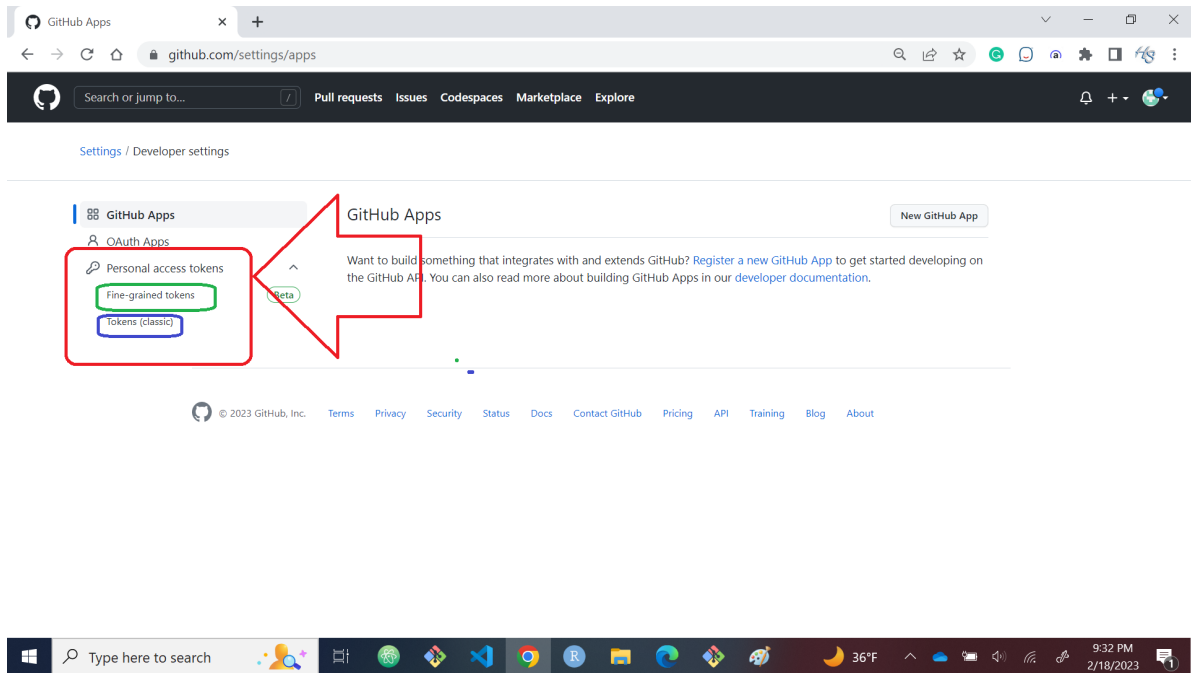 GitHub Apps
github.com/settings/apps
Search or jump to... /
Pull requests Issues Codespaces Marketplace Explore
Settings / Developer settings
GitHub Apps
OAuth Apps
Personal access tokens
Fine-grained tokens Beta
Tokens (classic)
GitHub Apps
New GitHub App
Want to build something that integrates with and extends GitHub? Register a new GitHub App to get started developing on
the GitHub API. You can also read more about building GitHub Apps in our developer documentation.
© 2023 GitHub, Inc. Terms Privacy Security Status Docs Contact GitHub Pricing API Training Blog About
Type here to search
36°F
9:32 PM
2/18/2023
1